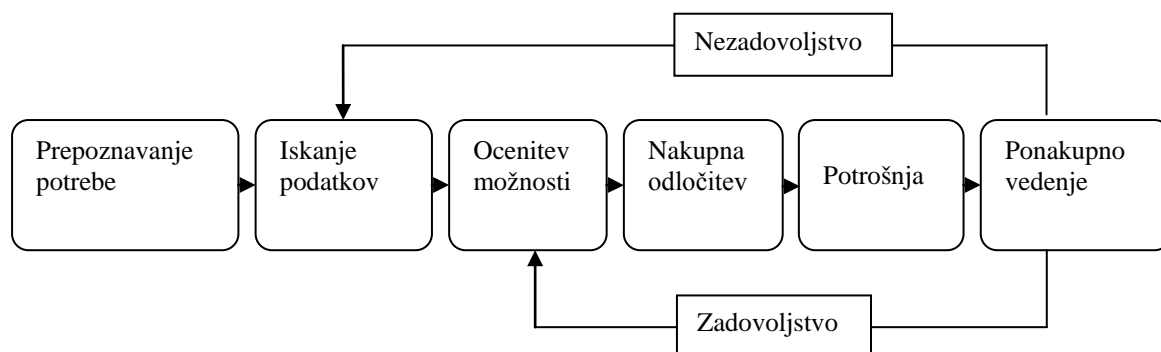 Nezadovoljstvo
Prepoznavanje
potrebe
Iskanje
podatkov
Ocenitev
možnosti
Nakupna
odločitev
Potrošnja
Ponakupno
vedenje
Zadovoljstvo